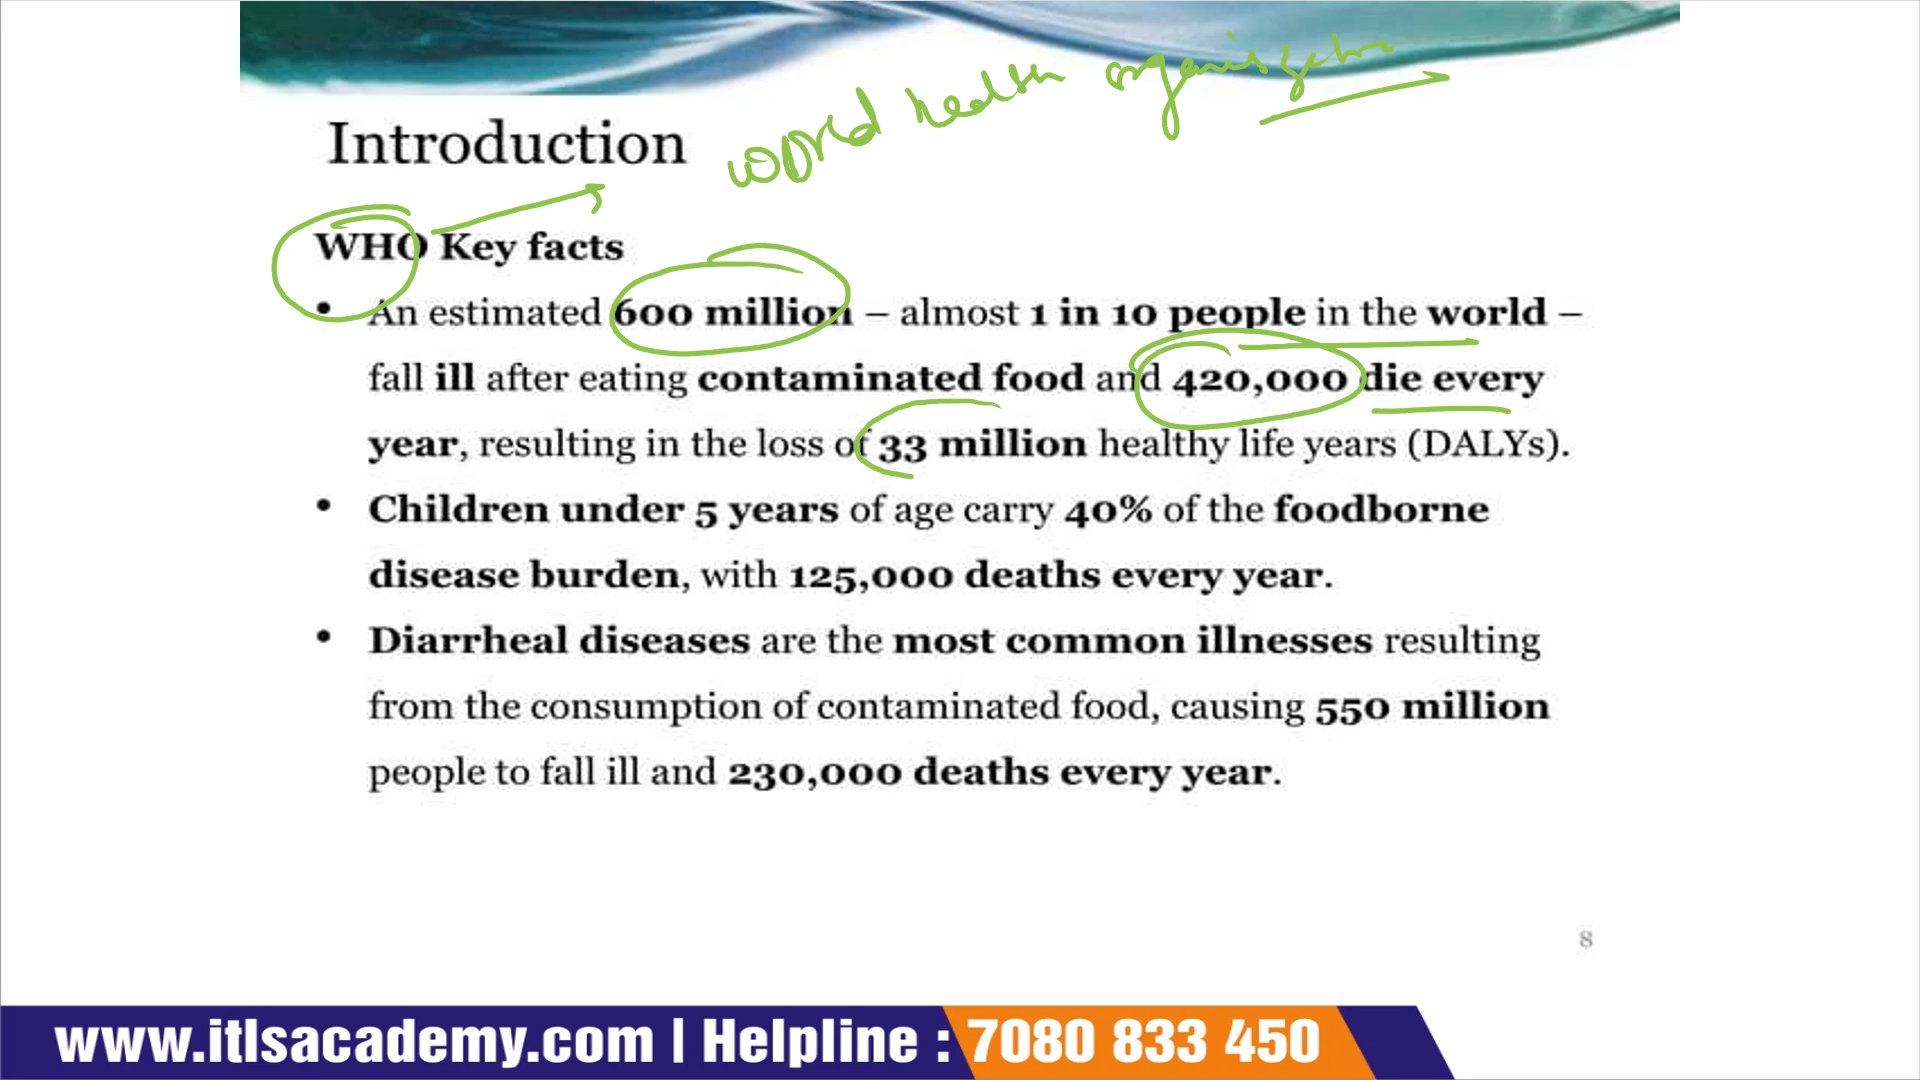 world health organization
Introduction
WHO Key facts
• An estimated 600 million – almost 1 in 10 people in the world –
fall ill after eating contaminated food and 420,000 die every
year, resulting in the loss of 33 million healthy life years (DALYs).
• Children under 5 years of age carry 40% of the foodborne
disease burden, with 125,000 deaths every year.
• Diarrheal diseases are the most common illnesses resulting
from the consumption of contaminated food, causing 550 million
people to fall ill and 230,000 deaths every year.
8
www.itlsacademy.com | Helpline : 7080 833 450